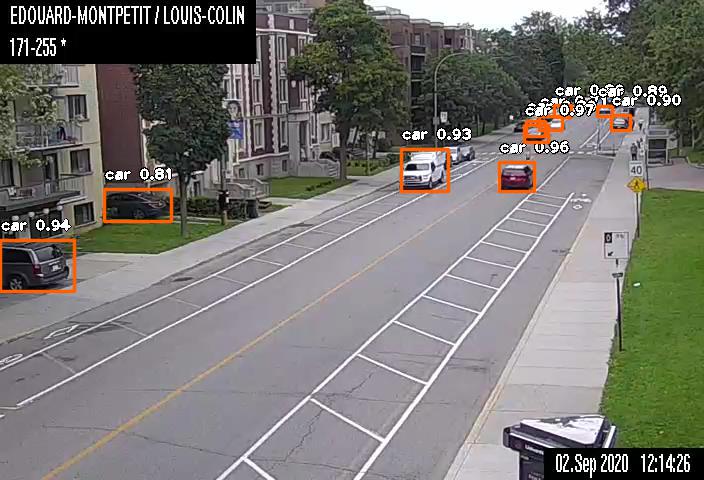 EDOUARD-MONTPETIT / LOUIS-COLIN
171-255 *
car 0.89
car 0.90
car 0.97
car 0.93
car 0.96
car 0.81
car 0.94
40
02.Sep 2020 12:14:26